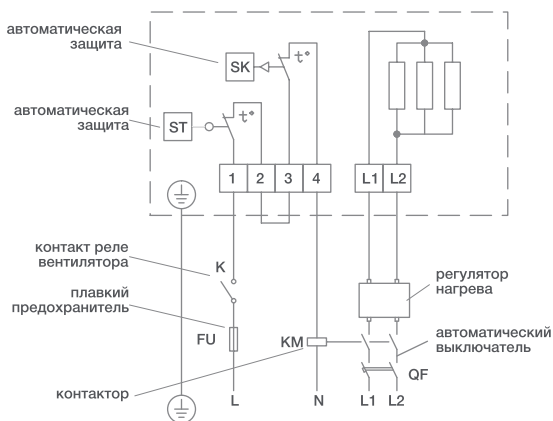 автоматическая
защита
SK
t°
автоматическая
защита
ST
t°
1 2 3 4 L1 L2
контакт реле
вентилятора
K
плавкий
предохранитель
FU
регулятор
нагрева
KM
автоматический
выключатель
QF
контактор
L N L1 L2